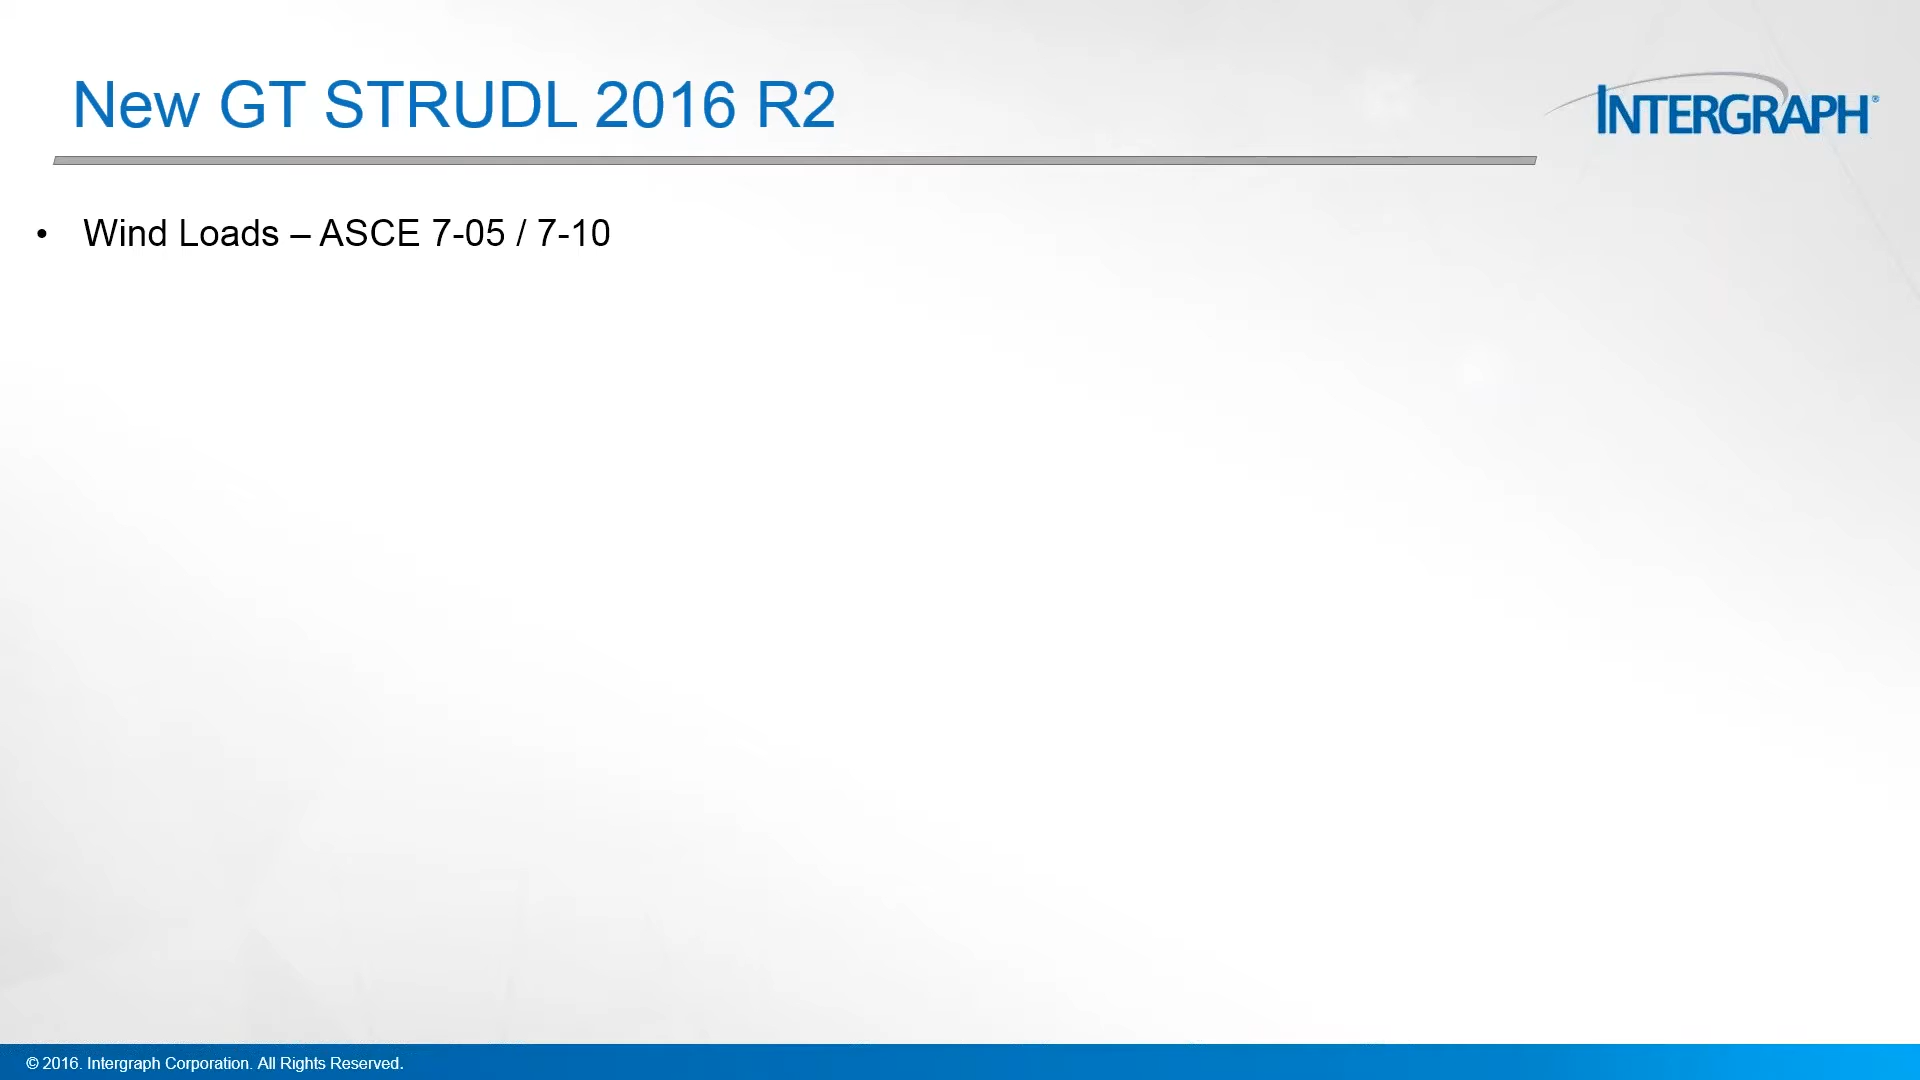 New GT STRUDL 2016 R2
INTERGRAPH®
• Wind Loads – ASCE 7-05 / 7-10
© 2016. Intergraph Corporation. All Rights Reserved.